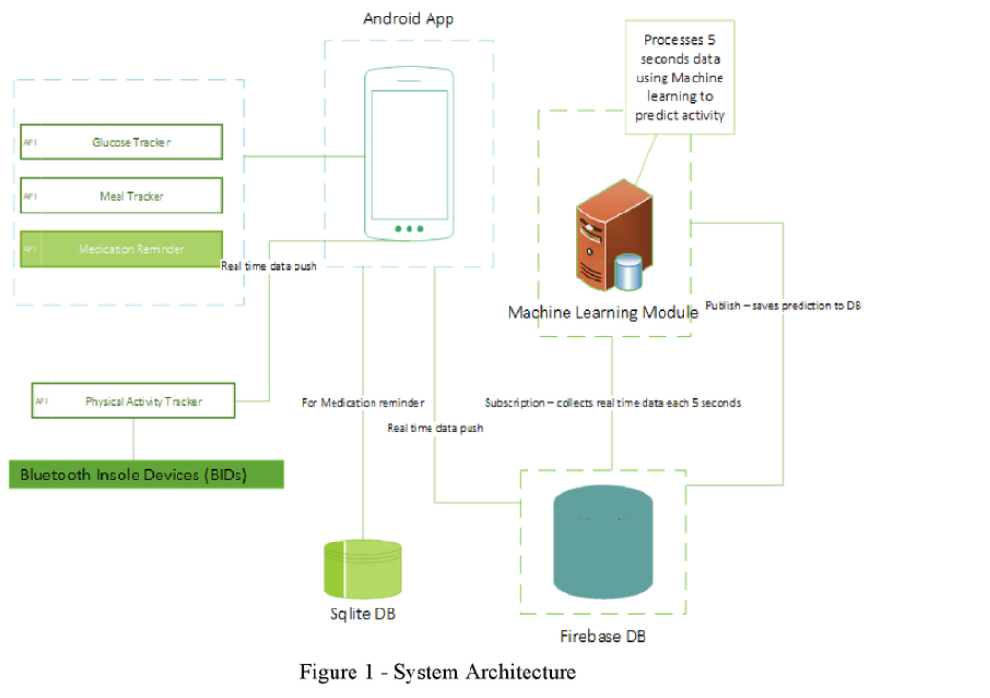 Android App
Processes 5
seconds data
using Machine
learning to
predict activity
API Glucose Tracker
API Meal Tracker
API Medication Reminder
Real time data push
Machine Learning Module
Publish – saves prediction to DB
API Physical Activity Tracker
For Medication reminder
Subscription – collects real time data each 5 seconds
Real time data push
Bluetooth Insole Devices (BIDs)
Sqlite DB
Firebase DB
Figure 1 - System Architecture